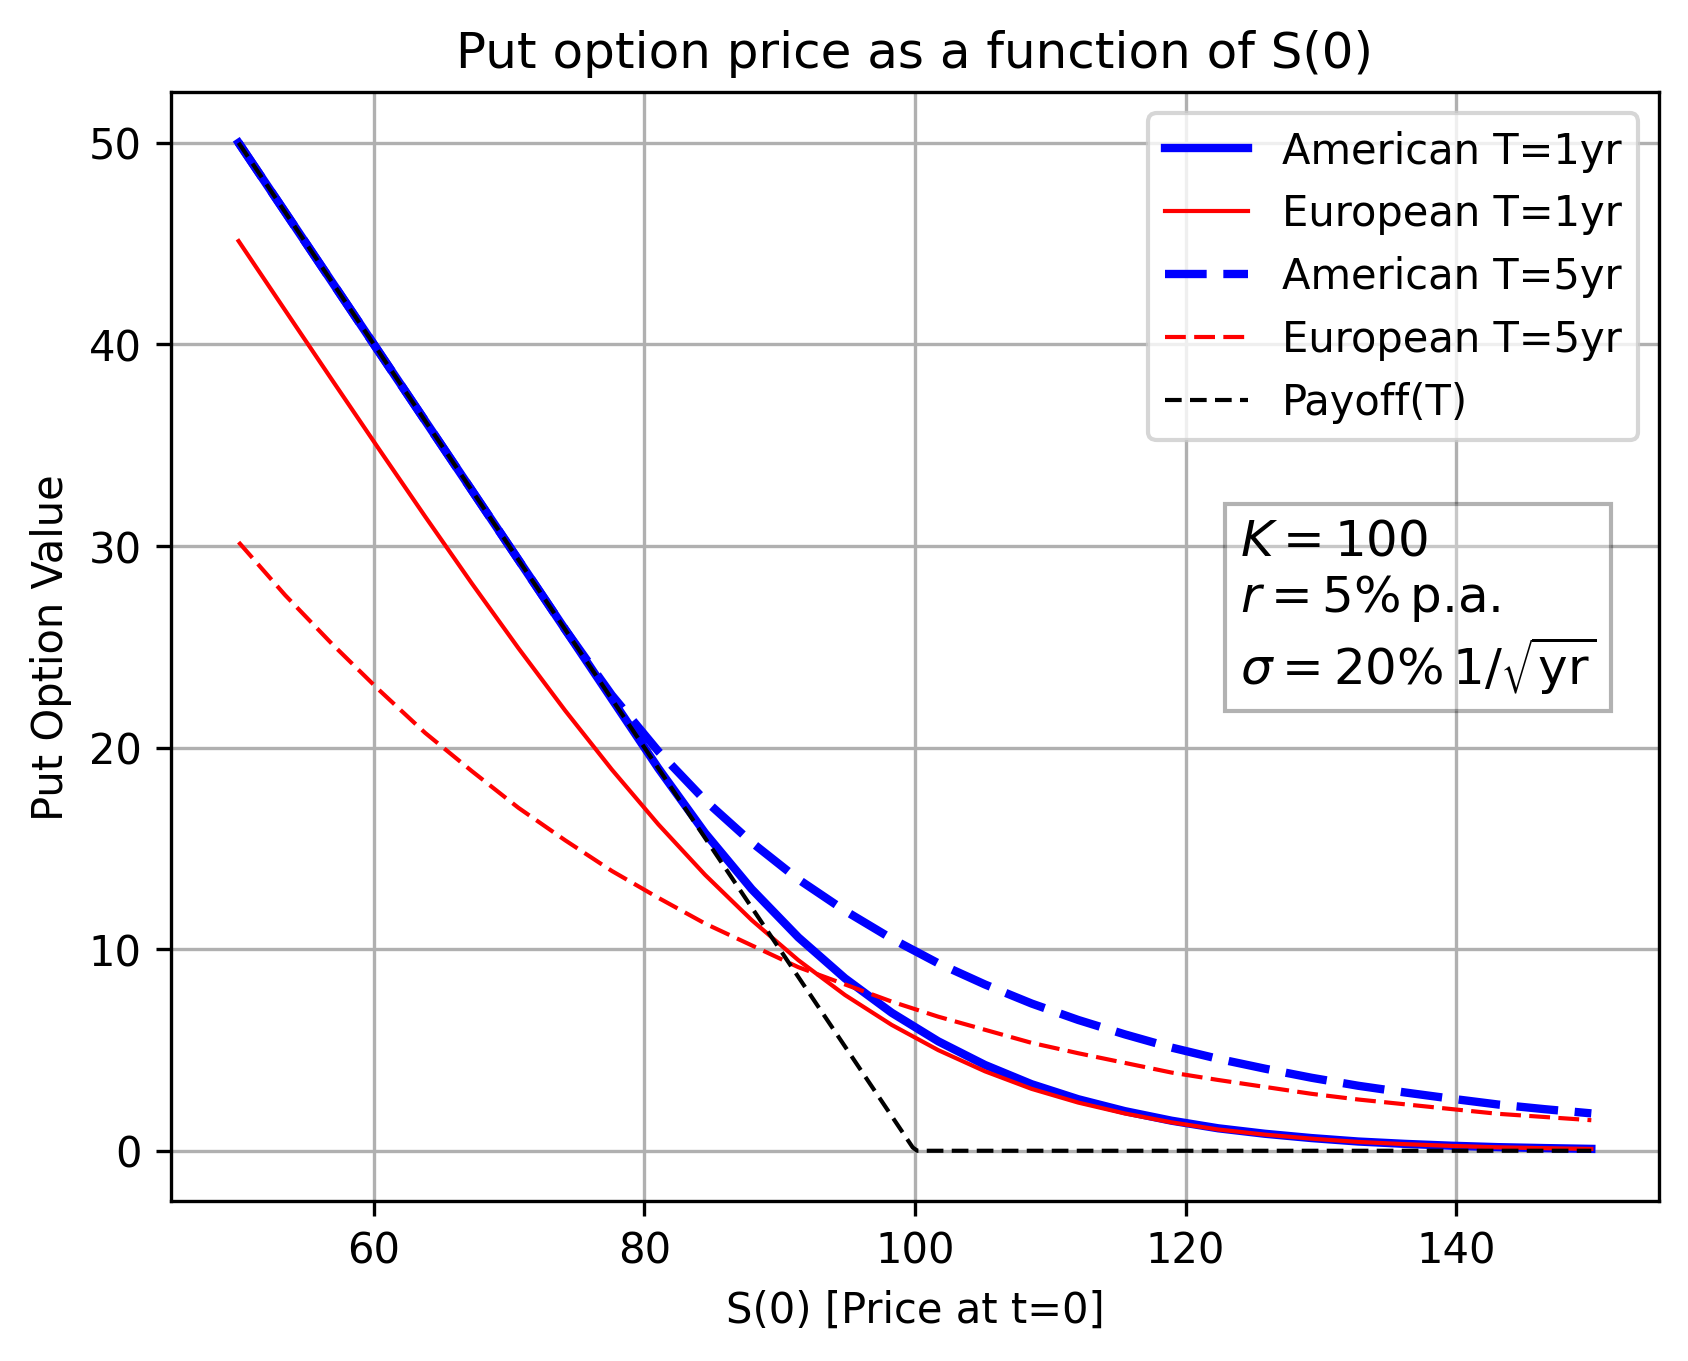 Put option price as a function of S(0)
50
40
30
20
10
0
Put Option Value
American T=1yr
European T=1yr
American T=5yr
European T=5yr
Payoff(T)
K = 100
r = 5% p.a.
σ = 20% 1/√yr
60 80 100 120 140
S(0) [Price at t=0]